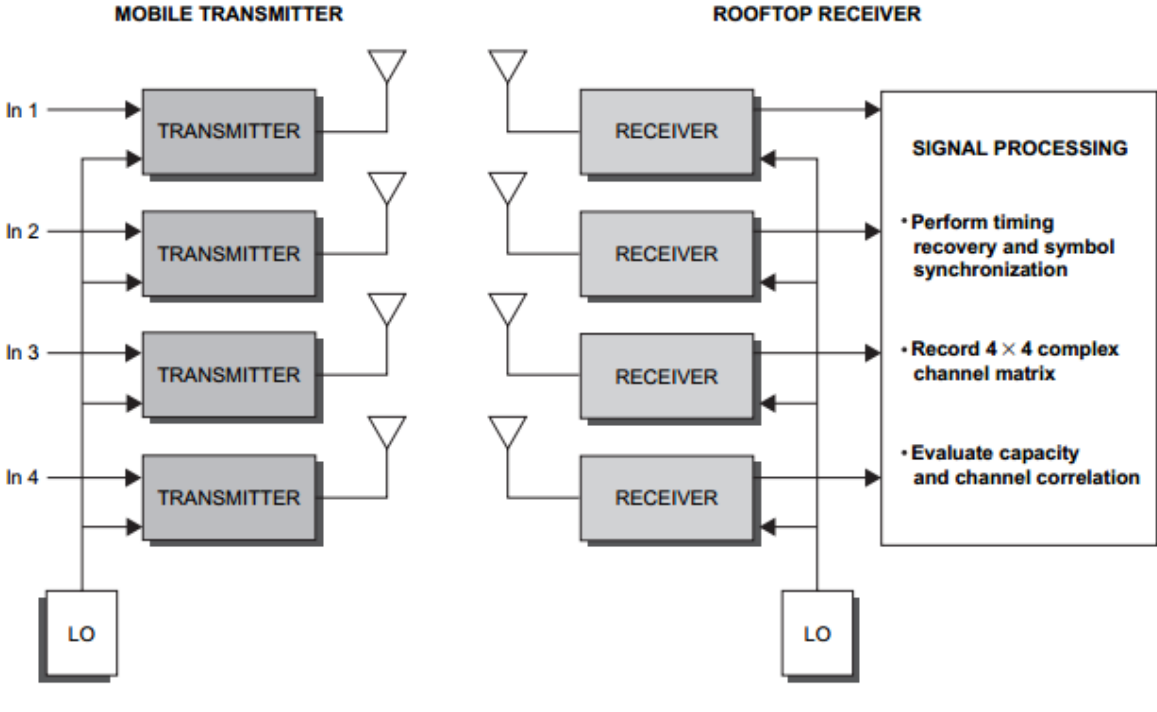 MOBILE TRANSMITTER
ROOFTOP RECEIVER
In 1
TRANSMITTER
RECEIVER
In 2
TRANSMITTER
RECEIVER
In 3
TRANSMITTER
RECEIVER
In 4
TRANSMITTER
RECEIVER
SIGNAL PROCESSING
• Perform timing
recovery and symbol
synchronization
• Record 4 × 4 complex
channel matrix
• Evaluate capacity
and channel correlation
LO
LO